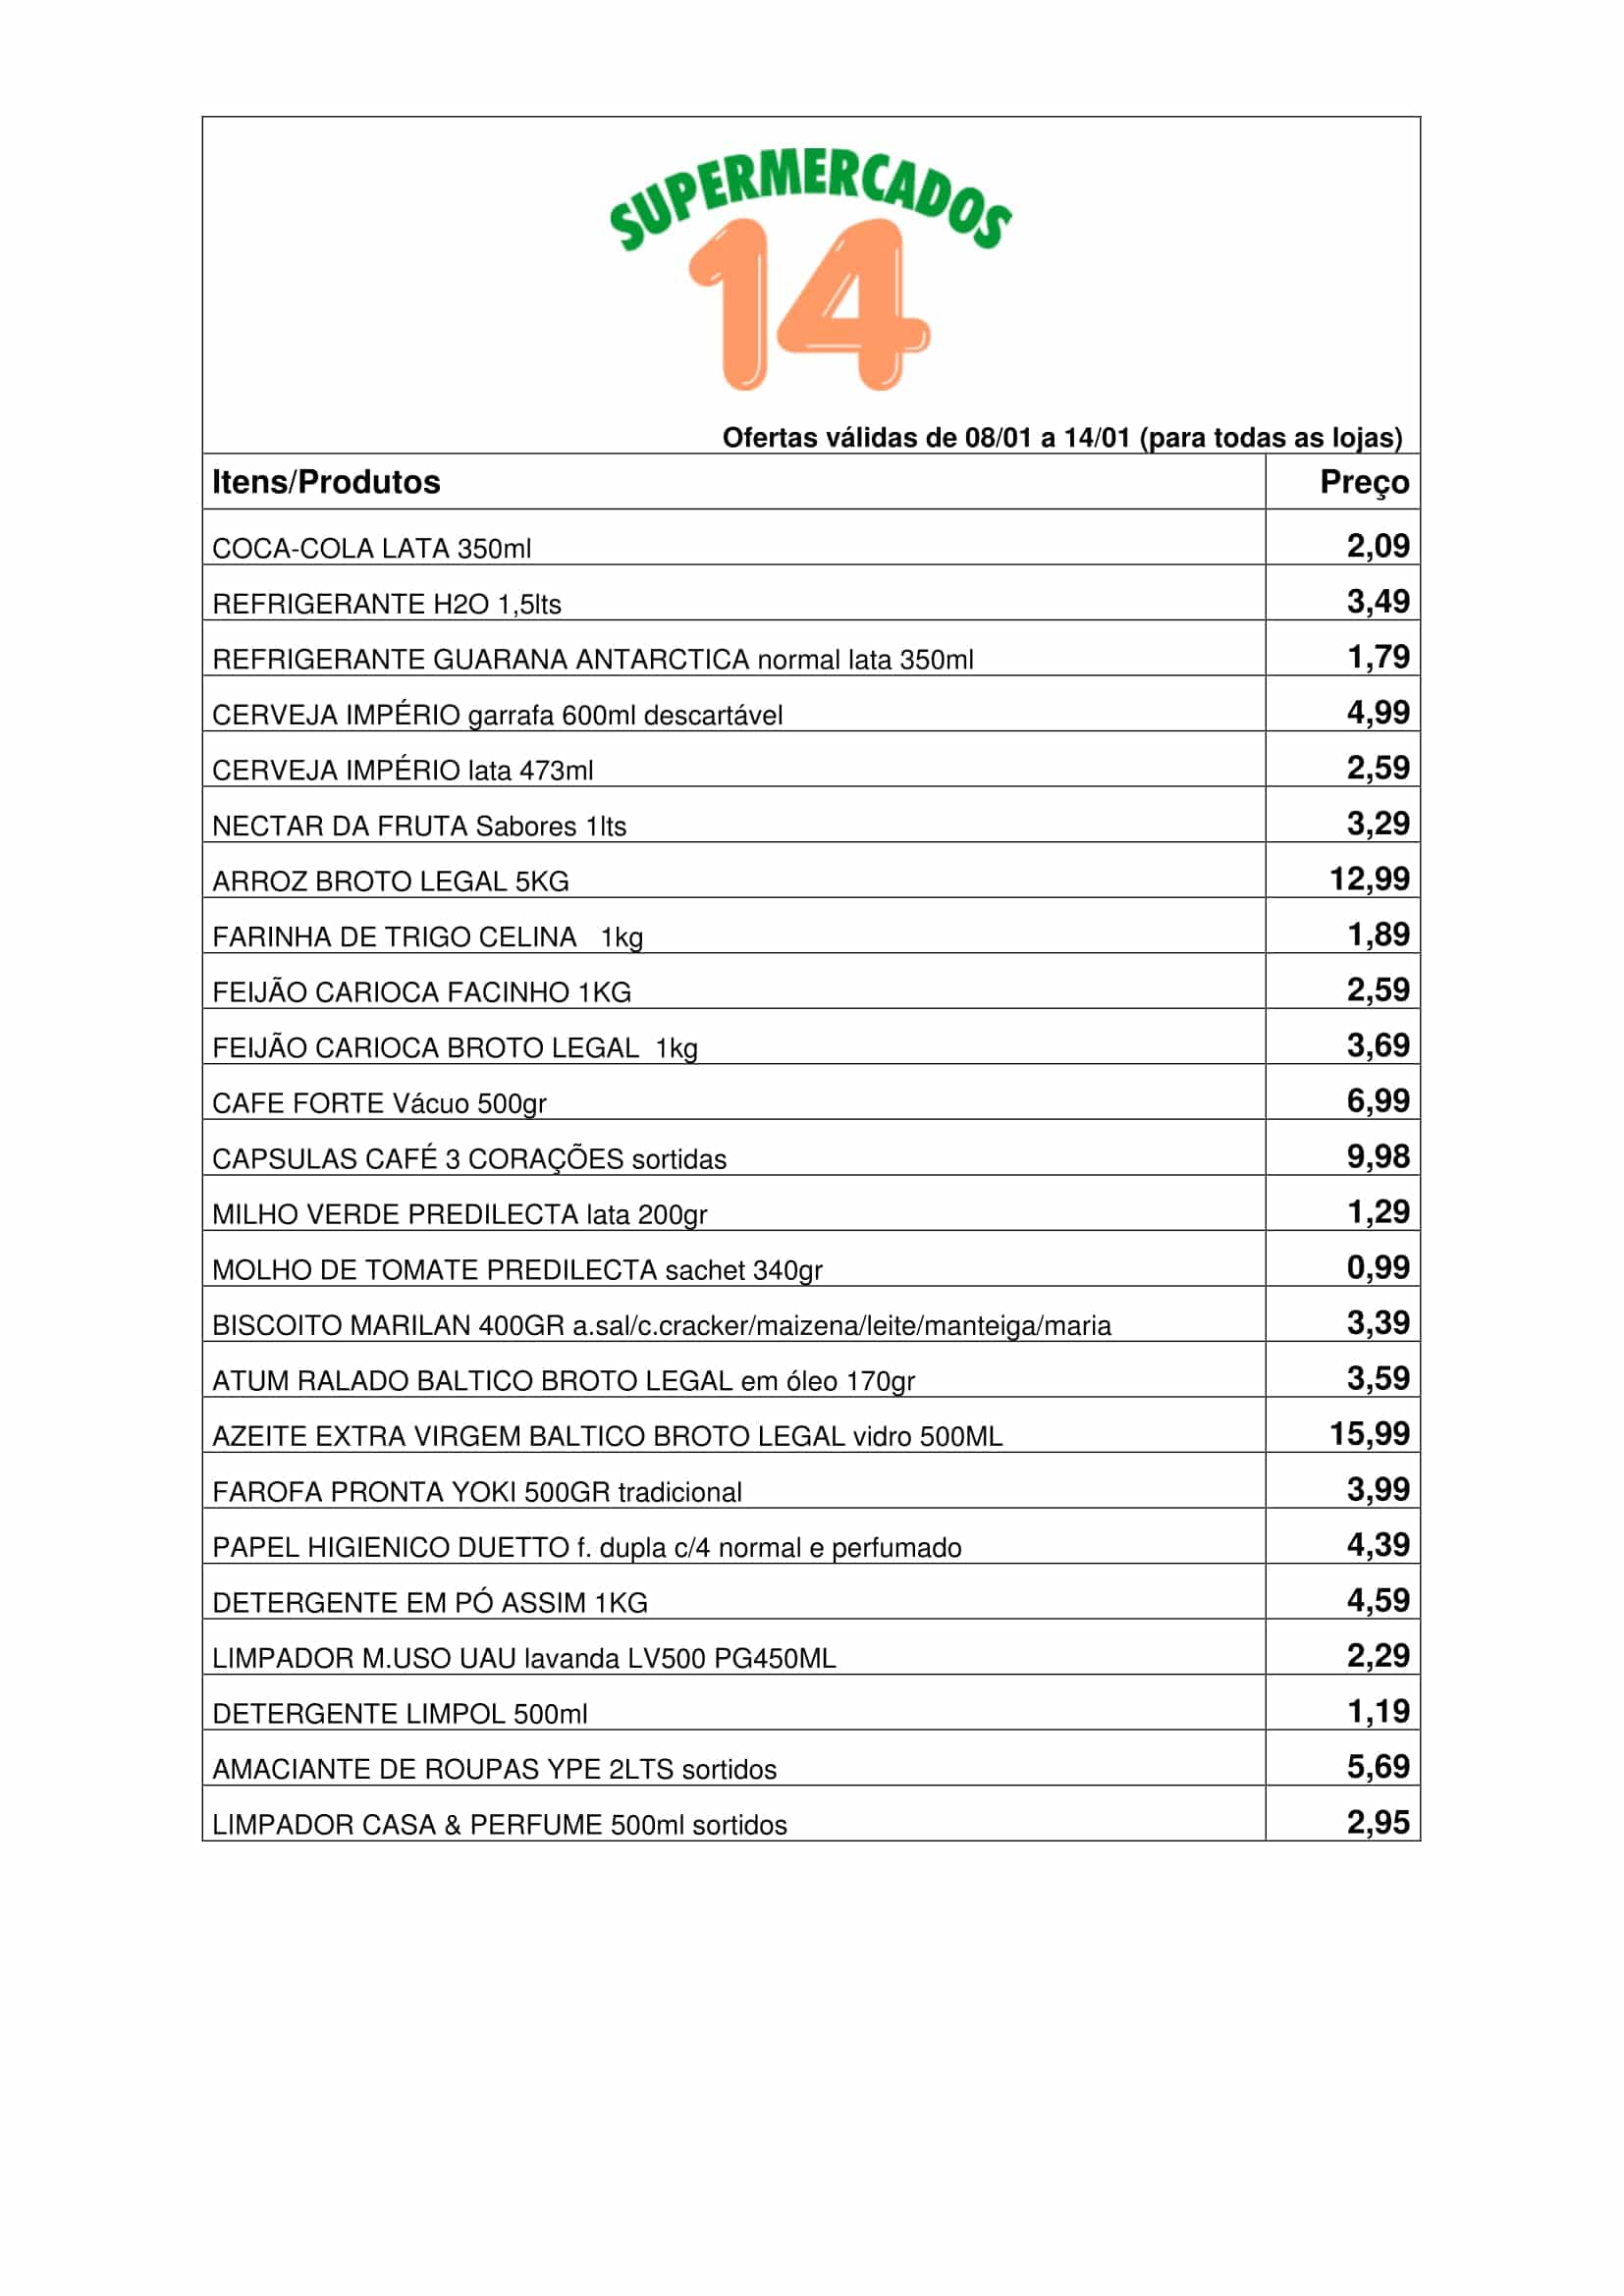 SUPERMERCADOS
14
Ofertas válidas de 08/01 a 14/01 (para todas as lojas)
Itens/Produtos Preço
COCA-COLA LATA 350ml 2,09
REFRIGERANTE H2O 1,5lts 3,49
REFRIGERANTE GUARANA ANTARCTICA normal lata 350ml 1,79
CERVEJA IMPÉRIO garrafa 600ml descartável 4,99
CERVEJA IMPÉRIO lata 473ml 2,59
NECTAR DA FRUTA Sabores 1lts 3,29
ARROZ BROTO LEGAL 5KG 12,99
FARINHA DE TRIGO CELINA 1kg 1,89
FEIJÃO CARIOCA FACINHO 1KG 2,59
FEIJÃO CARIOCA BROTO LEGAL 1kg 3,69
CAFE FORTE Vácuo 500gr 6,99
CAPSULAS CAFÉ 3 CORAÇÕES sortidas 9,98
MILHO VERDE PREDILECTA lata 200gr 1,29
MOLHO DE TOMATE PREDILECTA sachet 340gr 0,99
BISCOITO MARILAN 400GR a.sal/c.cracker/maizena/leite/manteiga/maria 3,39
ATUM RALADO BALTICO BROTO LEGAL em óleo 170gr 3,59
AZEITE EXTRA VIRGEM BALTICO BROTO LEGAL vidro 500ML 15,99
FAROFA PRONTA YOKI 500GR tradicional 3,99
PAPEL HIGIENICO DUETTO f. dupla c/4 normal e perfumado 4,39
DETERGENTE EM PÓ ASSIM 1KG 4,59
LIMPADOR M.USO UAU lavanda LV500 PG450ML 2,29
DETERGENTE LIMPOL 500ml 1,19
AMACIANTE DE ROUPAS YPE 2LTS sortidos 5,69
LIMPADOR CASA & PERFUME 500ml sortidos 2,95